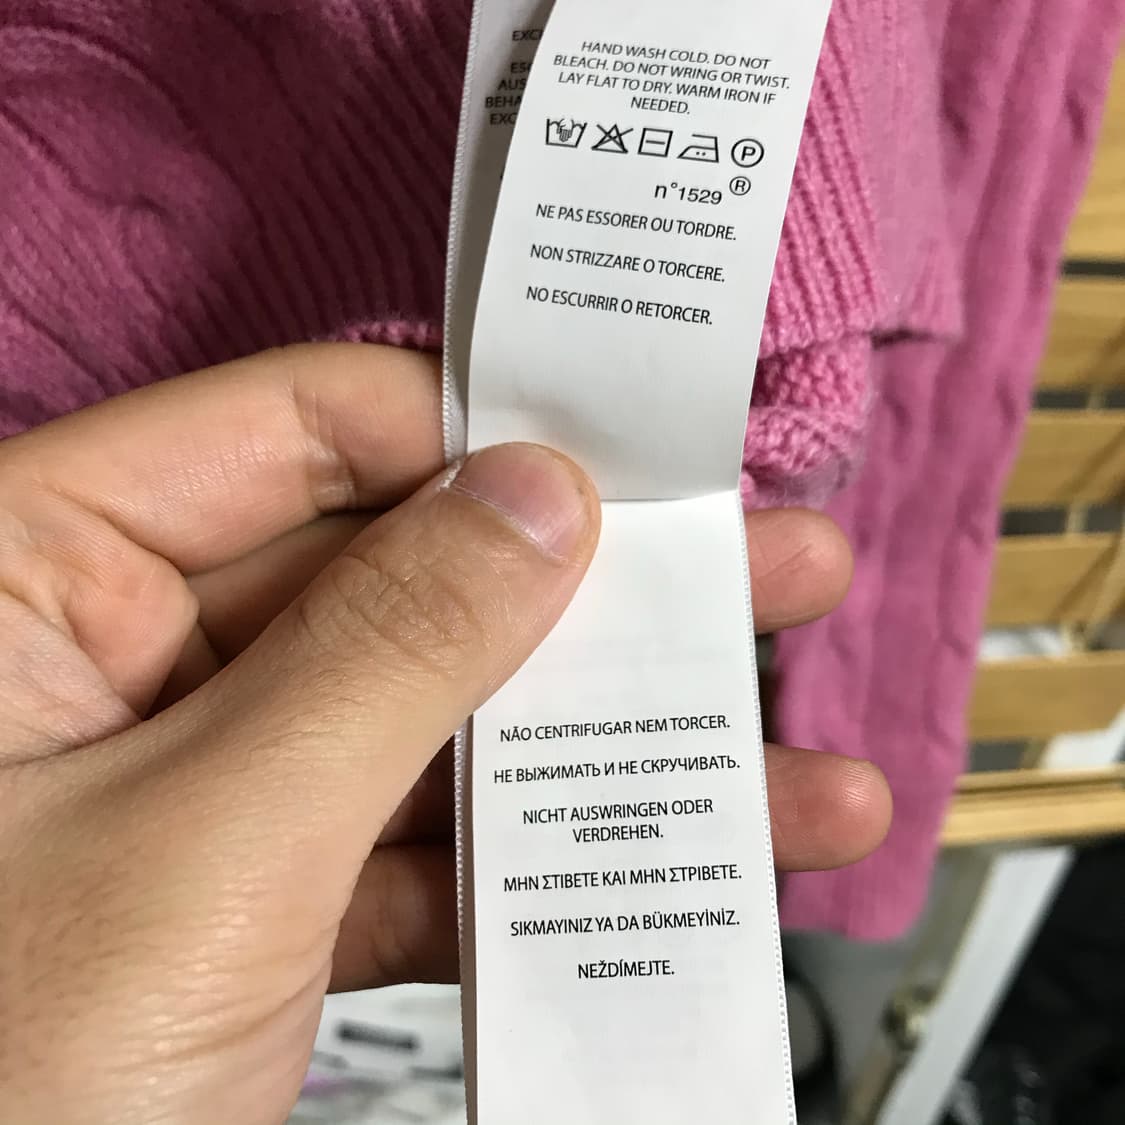 HAND WASH COLD. DO NOT
BLEACH. DO NOT WRING OR TWIST.
LAY FLAT TO DRY. WARM IRON IF
NEEDED.
P
n°1529 ®
NE PAS ESSORER OU TORDRE.
NON STRIZZARE O TORCERE.
NO ESCURRIR O RETORCER.
NÃO CENTRIFUGAR NEM TORCER.
НЕ ВЫЖИМАТЬ И НЕ СКРУЧИВАТЬ.
NICHT AUSWRINGEN ODER
VERDREHEN.
ΜΗΝ ΣΤΙΒΕΤΕ ΚΑΙ ΜΗΝ ΣΤΡΙΒΕΤΕ.
SIKMAYINIZ YA DA BÜKMEYİNİZ.
NEŽDÍMEJTE.